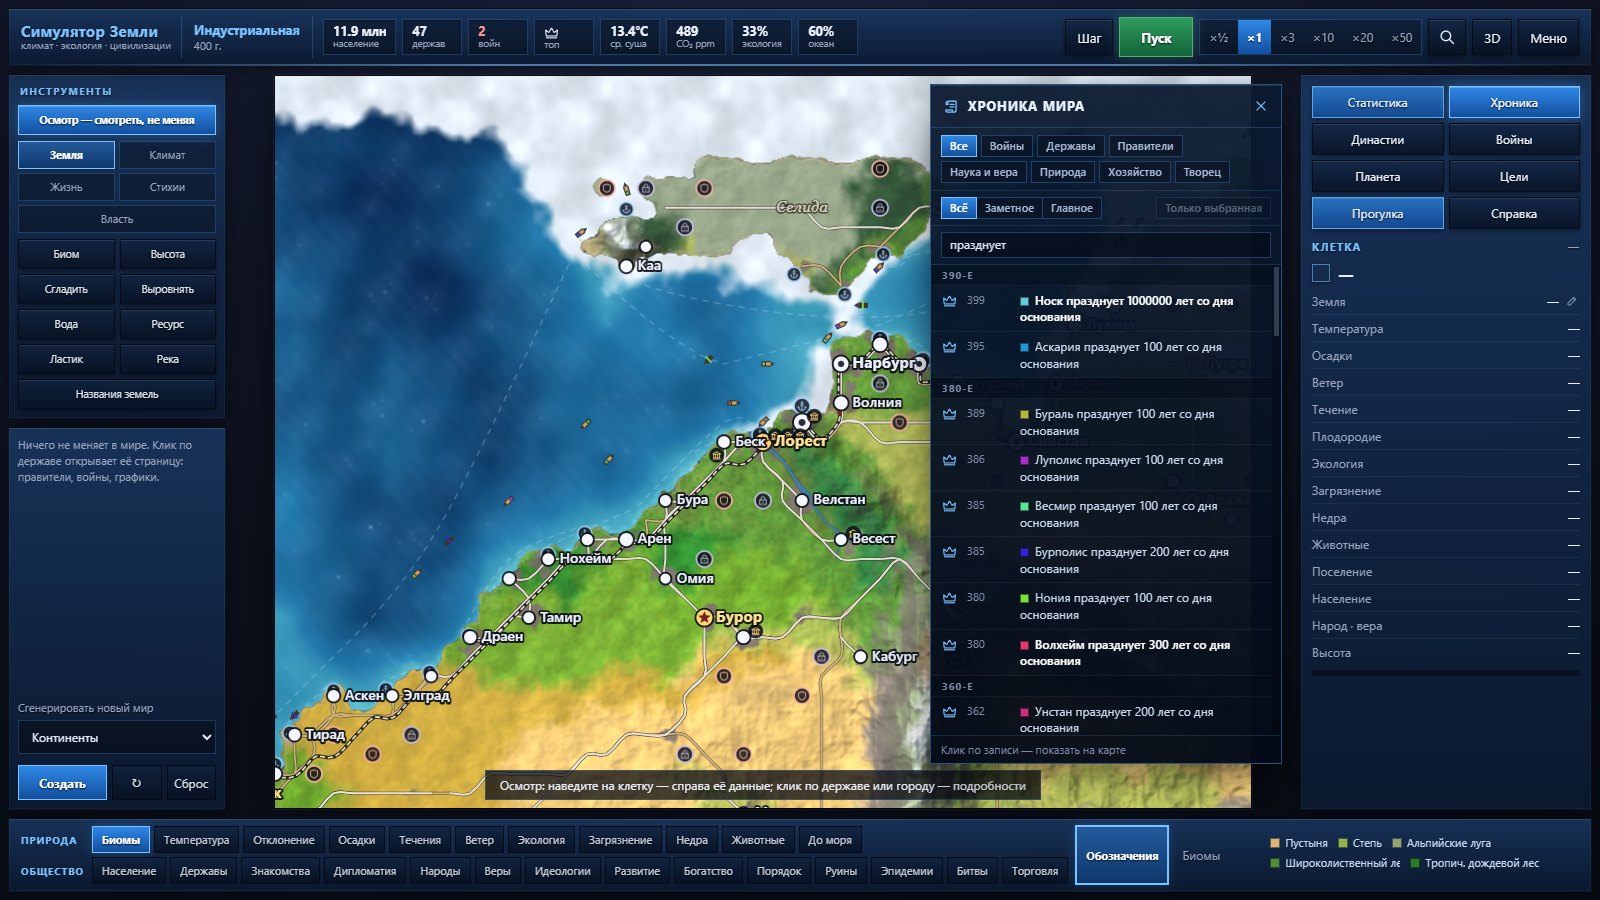 Симулятор Земли
климат · экология · цивилизации
Индустриальная
400 г.
11.9 млн
население
47
держав
2
войн
топ
13.4°C
ср. суша
489
CO₂ ppm
33%
экология
60%
океан
Шаг
Пуск
×½
×1
×3
×10
×20
×50
3D
Меню
ИНСТРУМЕНТЫ
Осмотр — смотреть, не меняя
Земля
Климат
Жизнь
Стихии
Власть
Биом
Высота
Сгладить
Выровнять
Вода
Ресурс
Ластик
Река
Названия земель
Ничего не меняет в мире. Клик по
державе открывает её страницу:
правители, войны, графики.
Сгенерировать новый мир
Континенты
Создать
↻
Сброс
Селида
Каа
Нарбург
Волния
Беск
Лорест
Бура
Велстан
Арен
Весест
Нохейм
Омия
Тамир
Бурор
Драен
Кабург
Аскен
Элград
Тирад
Осмотр: наведите на клетку — справа её данные; клик по державе или городу — подробности
ХРОНИКА МИРА
Все
Войны
Державы
Правители
Наука и вера
Природа
Хозяйство
Творец
Всё
Заметное
Главное
Только выбранная
празднует
390-Е
399
Носк празднует 1000000 лет со дня
основания
395
Аскария празднует 100 лет со дня
основания
380-Е
389
Бураль празднует 100 лет со дня
основания
386
Луполис празднует 100 лет со дня
основания
385
Весмир празднует 100 лет со дня
основания
385
Бурполис празднует 200 лет со дня
основания
380
Нония празднует 100 лет со дня
основания
380
Волхейм празднует 300 лет со дня
основания
360-Е
362
Унстан празднует 200 лет со дня
основания
Клик по записи — показать на карте
Статистика
Хроника
Династии
Войны
Планета
Цели
Прогулка
Справка
КЛЕТКА
—
—
Земля
—
Температура
—
Осадки
—
Ветер
—
Течение
—
Плодородие
—
Экология
—
Загрязнение
—
Недра
—
Животные
—
Поселение
—
Население
—
Народ · вера
—
Высота
—
ПРИРОДА
Биомы
Температура
Отклонение
Осадки
Течения
Ветер
Экология
Загрязнение
Недра
Животные
До моря
ОБЩЕСТВО
Население
Державы
Знакомства
Дипломатия
Народы
Веры
Идеологии
Развитие
Богатство
Порядок
Руины
Эпидемии
Битвы
Торговля
Обозначения
Биомы
Пустыня
Степь
Альпийские луга
Широколиственный ле
Тропич. дождевой лес